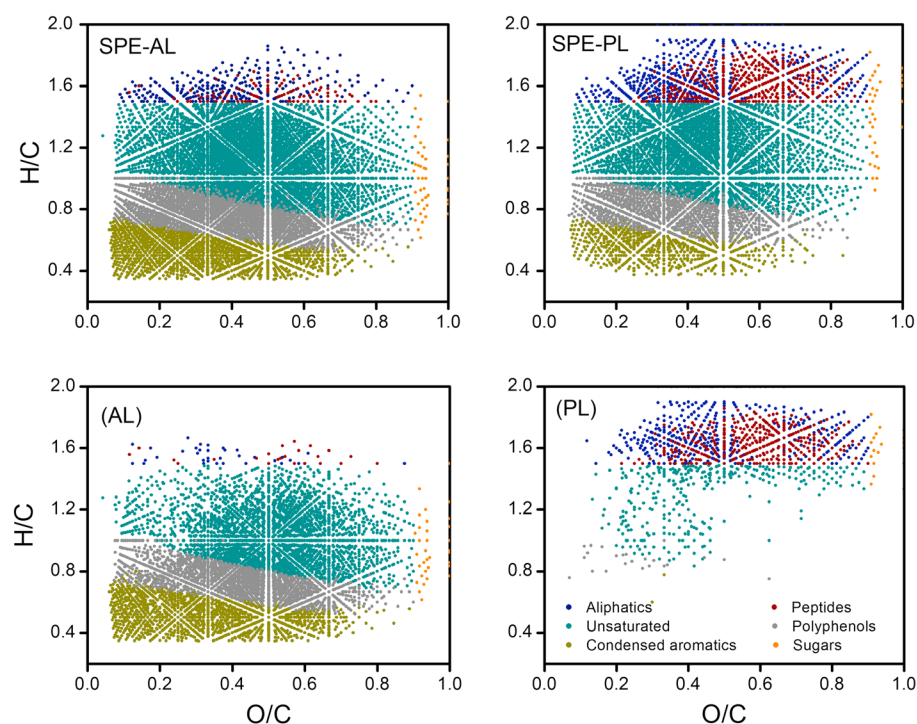 SPE-AL
H/C
2.0
1.6
1.2
0.8
0.4
0.0 0.2 0.4 0.6 0.8 1.0
SPE-PL
2.0
1.6
1.2
0.8
0.4
0.0 0.2 0.4 0.6 0.8 1.0
(AL)
H/C
2.0
1.6
1.2
0.8
0.4
0.0 0.2 0.4 0.6 0.8 1.0
O/C
(PL)
2.0
1.6
1.2
0.8
0.4
Aliphatics
Unsaturated
Condensed aromatics
Peptides
Polyphenols
Sugars
0.0 0.2 0.4 0.6 0.8 1.0
O/C